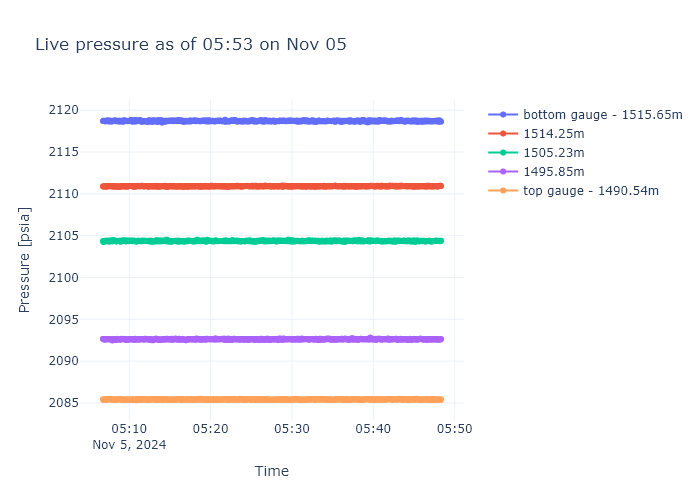 Live pressure as of 05:53 on Nov 05
bottom gauge - 1515.65m
1514.25m
1505.23m
1495.85m
top gauge - 1490.54m
Pressure [psia]
2120
2115
2110
2105
2100
2095
2090
2085
05:10 05:20 05:30 05:40 05:50
Nov 5, 2024
Time